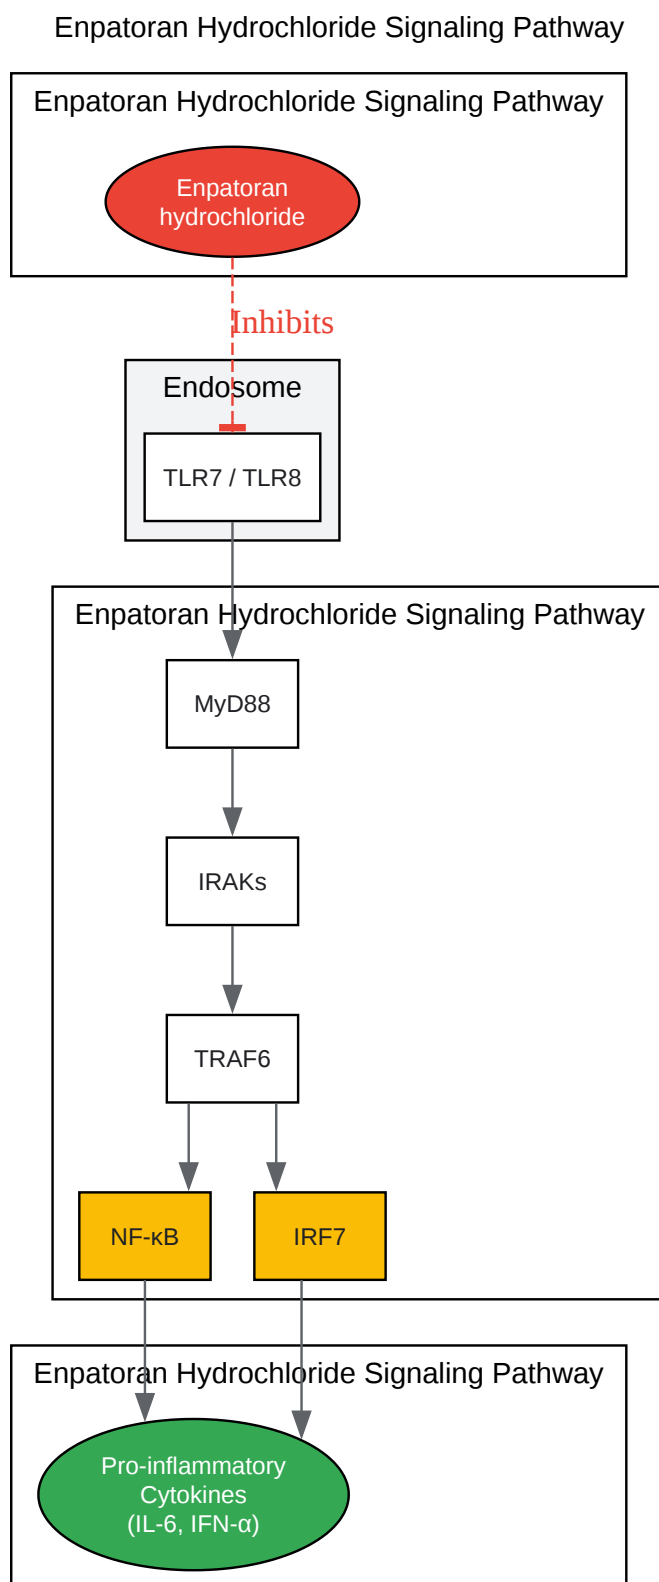 Enpatoran Hydrochloride Signaling Pathway
Enpatoran Hydrochloride Signaling Pathway
Enpatoran
hydrochloride
Inhibits
Endosome
TLR7 / TLR8
Enpatoran Hydrochloride Signaling Pathway
MyD88
IRAKs
TRAF6
NF-κB
IRF7
Enpatoran Hydrochloride Signaling Pathway
Pro-inflammatory
Cytokines
(IL-6, IFN-α)